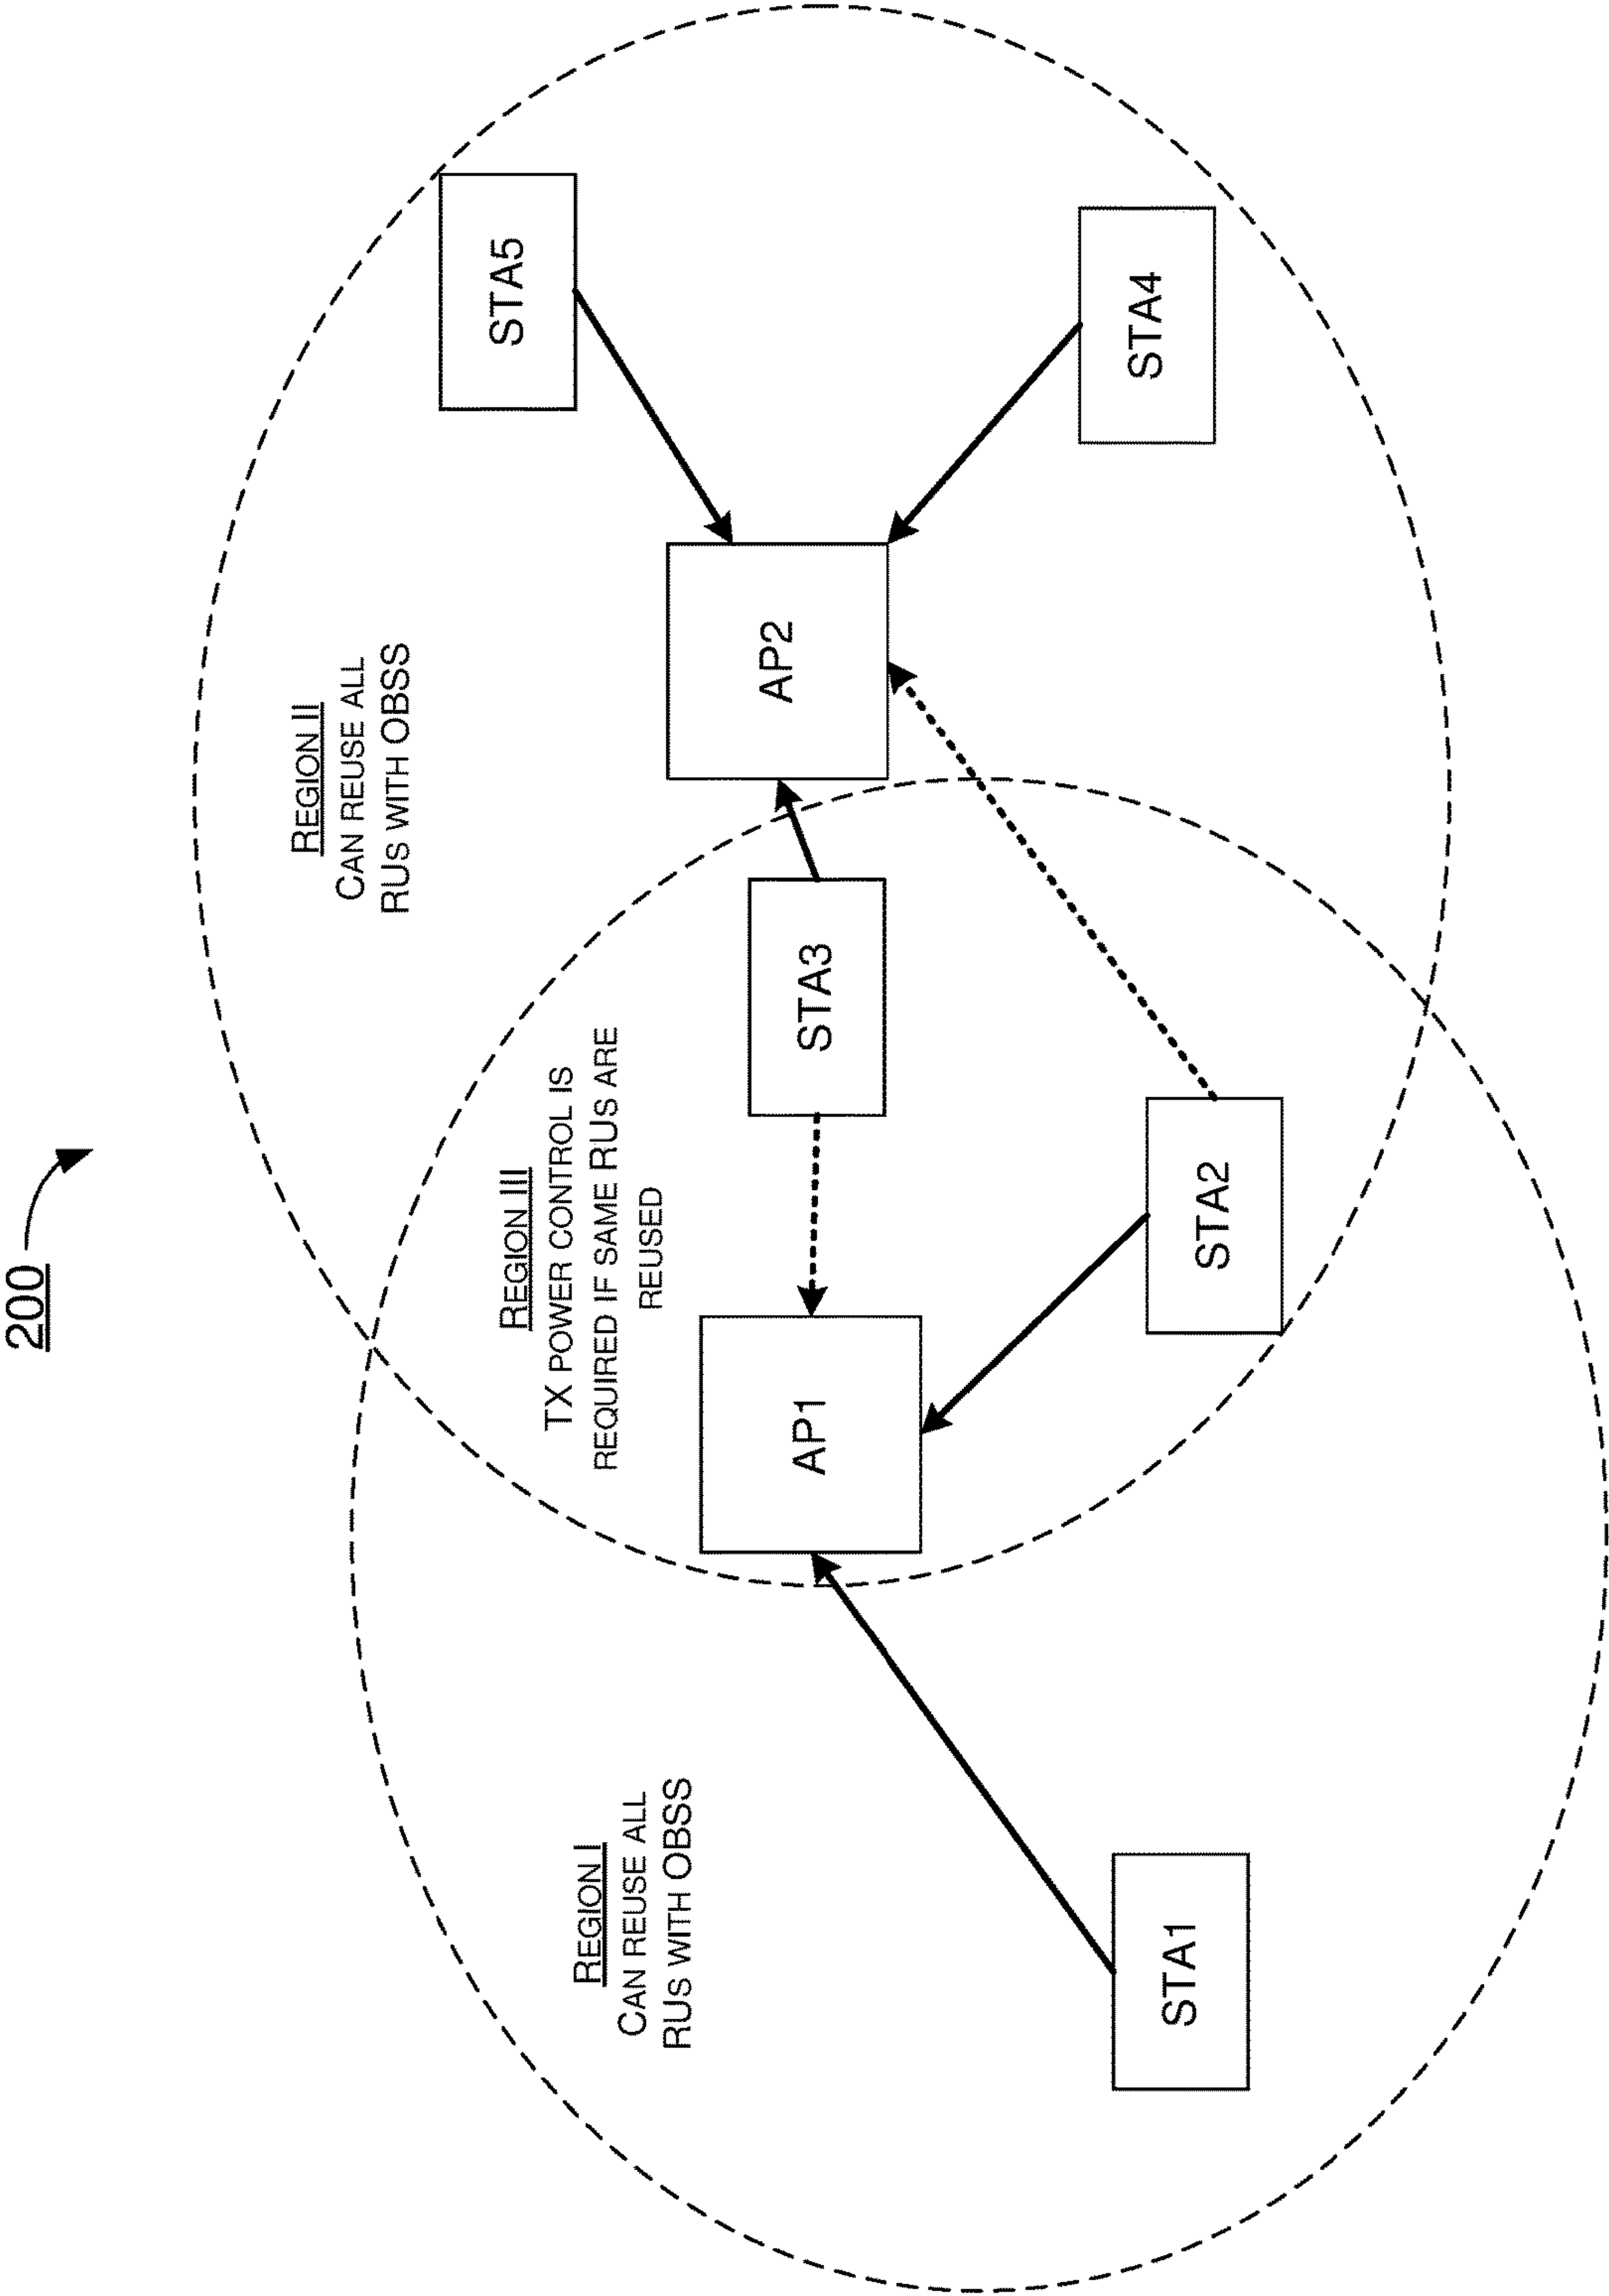 200
REGION I
CAN REUSE ALL
RUS WITH OBSS
REGION III
TX POWER CONTROL IS
REQUIRED IF SAME RUS ARE
REUSED
REGION II
CAN REUSE ALL
RUS WITH OBSS
STA1
AP1
STA2
STA3
AP2
STA5
STA4